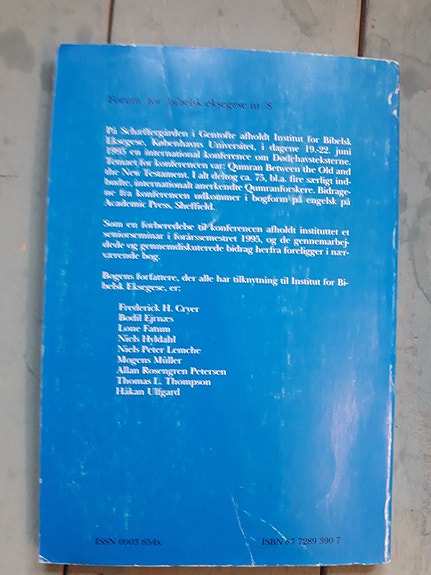 Forum for bibelsk eksegese nr. 8
På Schæffergården i Gentofte afholdt Institut for Bibelsk
Eksegese, Københavns Universitet, i dagene 19.-22. juni
1995 en international konference om Dødehavsteksterne.
Temaet for konferencen var: Qumran Between the Old and
the New Testament. I alt deltog ca. 75, bl.a. fire særligt ind-
budte, internationalt anerkendte Qumranforskere. Bidrage-
ne fra konferencen udkommer i bogform på engelsk på
Academic Press, Sheffield.
Som en forberedelse til konferencen afholdt instituttet et
seniorseminar i forårssemestret 1995, og de gennemarbej-
dede og gennemdiskuterede bidrag herfra foreligger i nær-
værende bog.
Bogens forfattere, der alle har tilknytning til Institut for Bi-
belsk Eksegese, er:
Frederick H. Cryer
Bodil Ejrnæs
Lone Fatum
Niels Hyldahl
Niels Peter Lemche
Mogens Müller
Allan Rosengren Petersen
Thomas L. Thompson
Håkan Ulfgard
ISSN 0903 854x
ISBN 87 7289 390 7